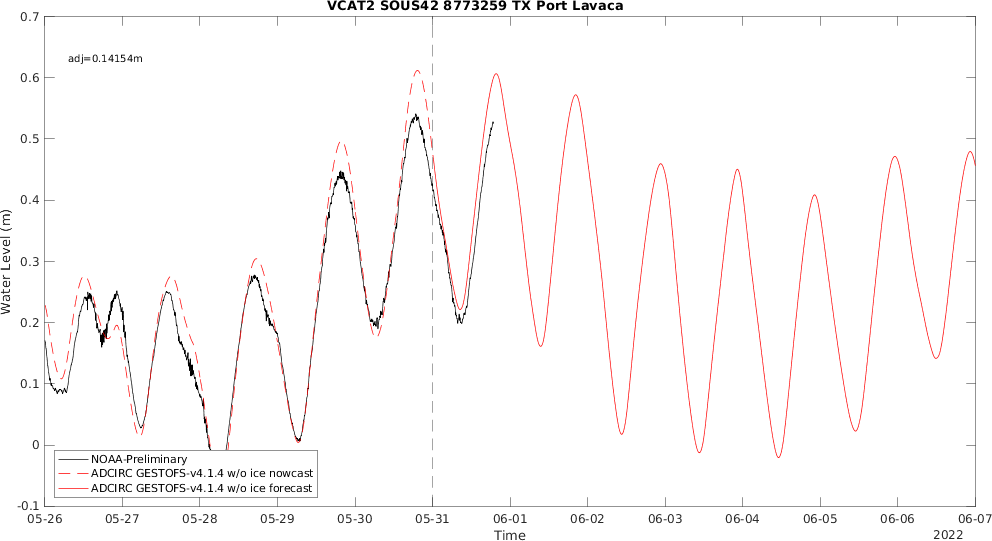 VCAT2 SOUS42 8773259 TX Port Lavaca
adj=0.14154m
Water Level (m)
0.7
0.6
0.5
0.4
0.3
0.2
0.1
0
-0.1
NOAA-Preliminary
ADCIRC GESTOFS-v4.1.4 w/o ice nowcast
ADCIRC GESTOFS-v4.1.4 w/o ice forecast
05-26 05-27 05-28 05-29 05-30 05-31 06-01 06-02 06-03 06-04 06-05 06-06 06-07
Time
2022